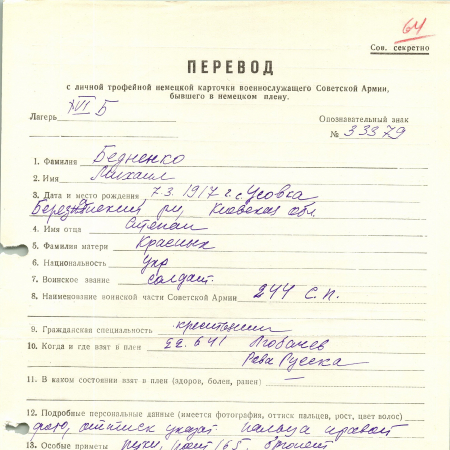 64
Сов. секретно
ПЕРЕВОД
с личной трофейной немецкой карточки военнослужащего Советской Армии,
бывшего в немецком плену.
Лагерь XVI Б
Опознавательный знак
№ 33379
1. Фамилия Бедненко
2. Имя Михаил
3. Дата и место рождения 7.3.1917 г. с. Усовка
р-н, Киевская обл.
4. Имя отца Степан
5. Фамилия матери Красных
6. Национальность укр
7. Воинское звание солдат.
8. Наименование воинской части Советской Армии 244 с.п.
9. Гражданская специальность крестьянин
10. Когда и где взят в плен 22.6.41
Рава Русска
11. В каком состоянии взят в плен (здоров, болен, ранен) —
12. Подробные персональные данные (имеется фотография, оттиск пальцев, рост, цвет волос)
фото, оттиск указат пальца правой
13. Особые приметы руки, рост 165,